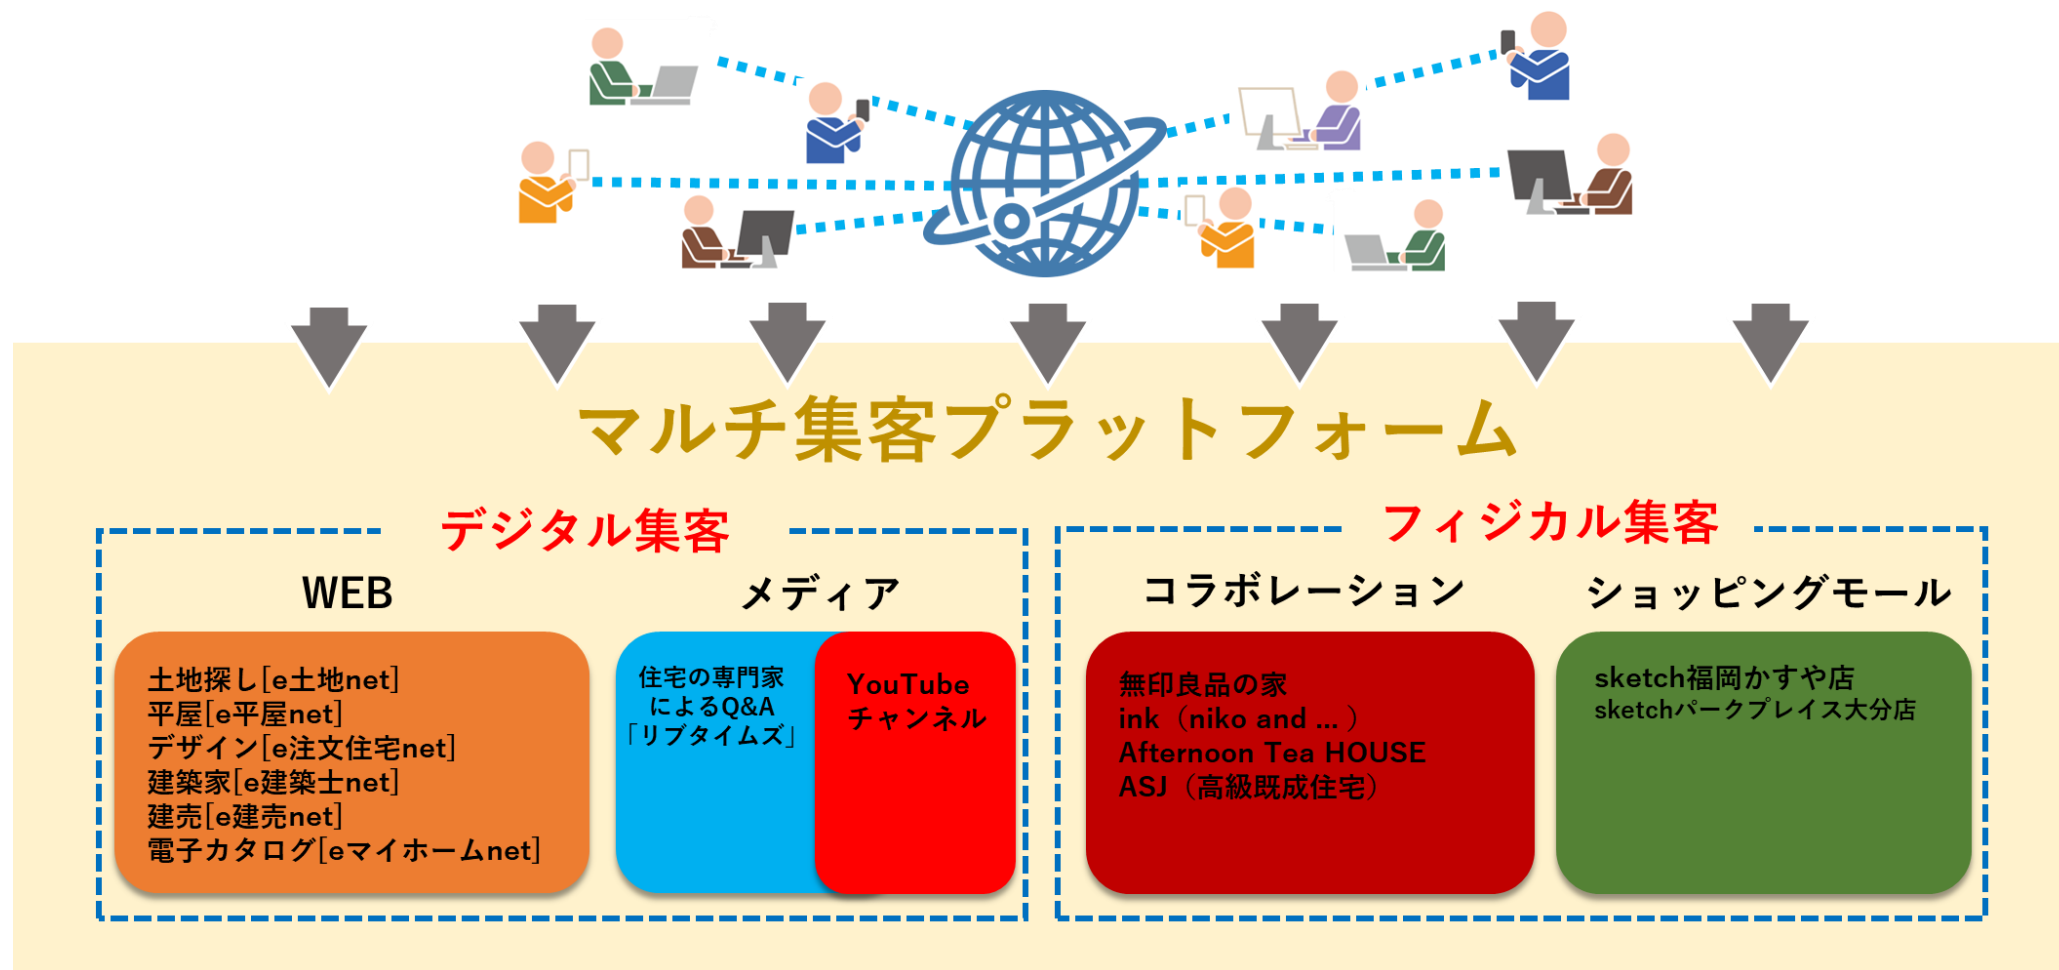 マルチ集客プラットフォーム
デジタル集客
WEB
土地探し[e土地net]
平屋[e平屋net]
デザイン[e注文住宅net]
建築家[e建築士net]
建売[e建売net]
電子カタログ[eマイホームnet]
メディア
住宅の専門家
によるQ&A
「リブタイムズ」
YouTube
チャンネル
フィジカル集客
コラボレーション
無印良品の家
ink（niko and ... ）
Afternoon Tea HOUSE
ASJ（高級既成住宅）
ショッピングモール
sketch福岡かすや店
sketchパークプレイス大分店